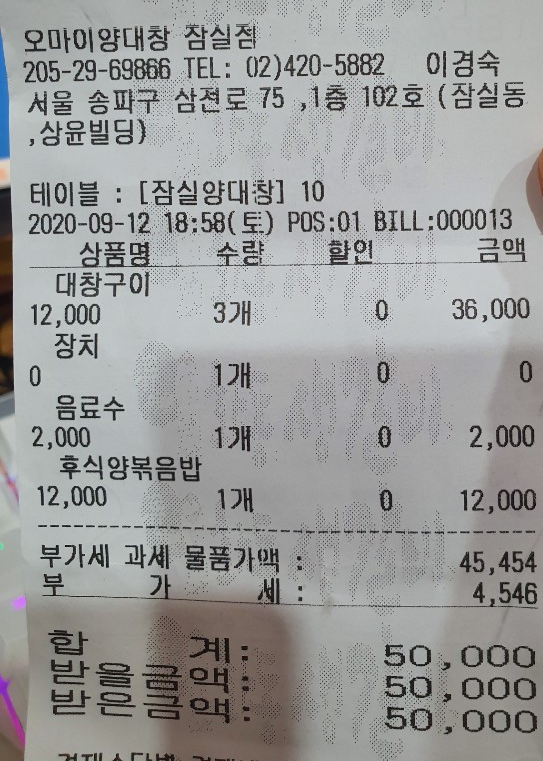 오마이양대창 잠실점
205-29-69866 TEL: 02)420-5882 이경숙
서울 송파구 삼전로 75 ,1층 102호 (잠실동
,상윤빌딩)
테이블 : [잠실양대창] 10
2020-09-12 18:58(토) POS:01 BILL:000013
상품명 수량 할인 금액
대창구이
12,000 3개 0 36,000
장치
0 1개 0 0
음료수
2,000 1개 0 2,000
후식양볶음밥
12,000 1개 0 12,000
부가세 과세 물품가액 : 45,454
부 가 세 : 4,546
합 계: 50,000
받을금액: 50,000
받은금액: 50,000